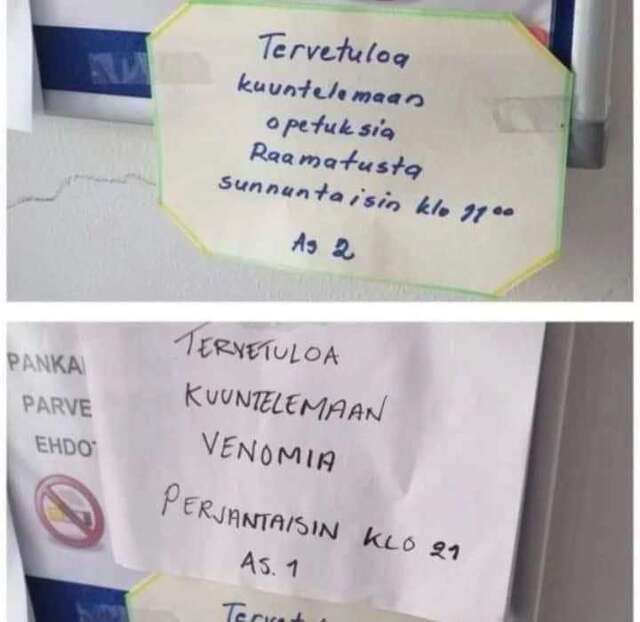 Tervetuloa
kuuntelemaan
opetuksia
Raamatusta
sunnuntaisin klo 11⁰⁰
As 2
PANKA
PARVE
EHDOT
TERVETULOA
KUUNTELEMAAN
VENOMIA
PERJANTAISIN KLO 21
AS. 1